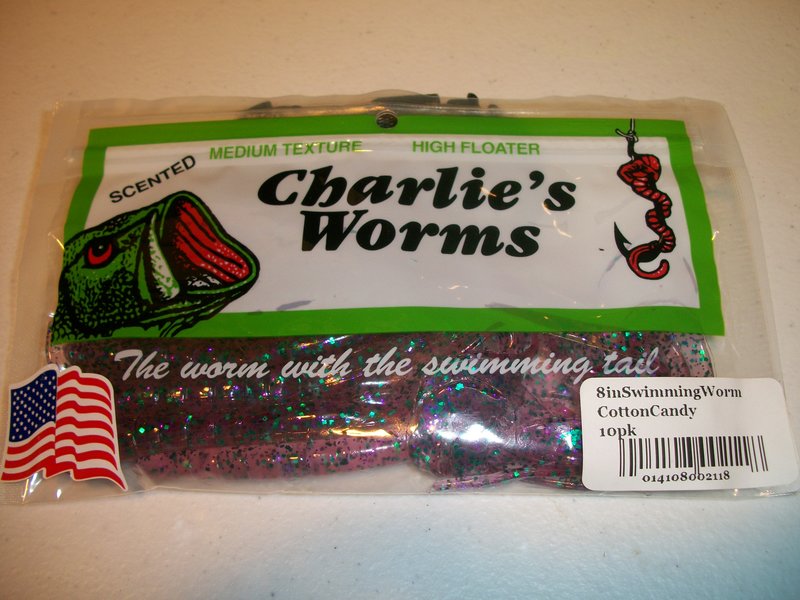 SCENTED
MEDIUM TEXTURE HIGH FLOATER
Charlie's
Worms
The worm with the swimming tail
8inSwimmingWorm
CottonCandy
10pk
014108002118